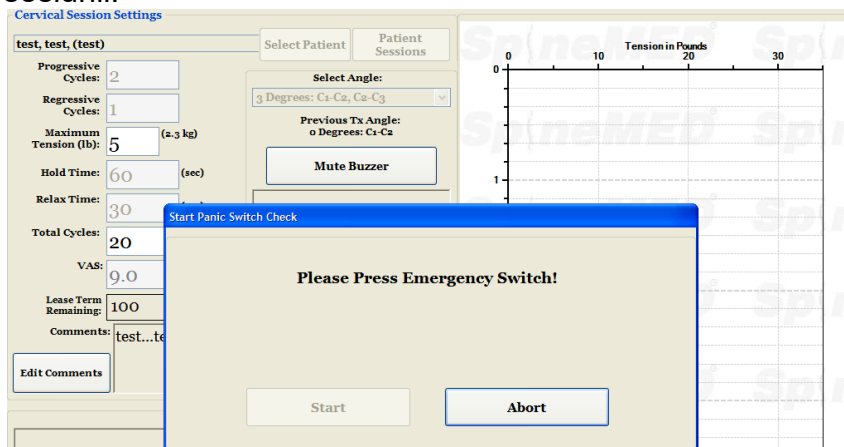 Cervical Session Settings
test, test, (test)
Select Patient
Patient
Sessions
Progressive
Cycles:
2
Regressive
Cycles:
1
Maximum
Tension (lb):
5
(2.3 kg)
Hold Time:
60
(sec)
Relax Time:
30
Total Cycles:
20
VAS:
9.0
Lease Term
Remaining:
100
Comments:
test...te
Edit Comments
Select Angle:
3 Degrees: C1-C2, C2-C3
Previous Tx Angle:
0 Degrees: C1-C2
Mute Buzzer
Tension in Pounds
0
10
20
30
0
1
SpineMED
Start Panic Switch Check
Please Press Emergency Switch!
Start
Abort